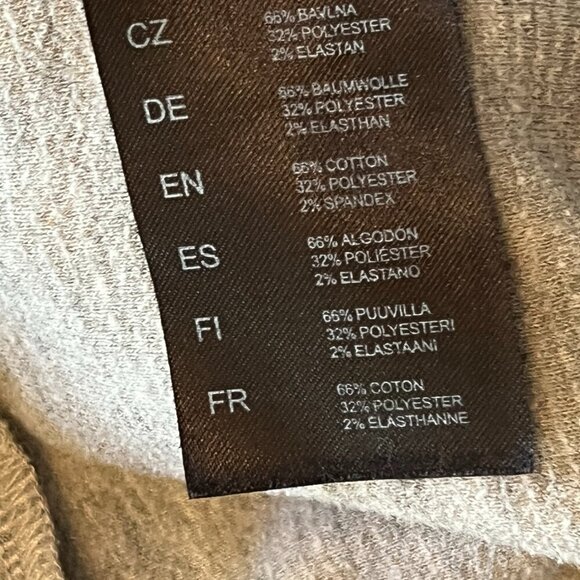 CZ 66% BAVLNA
32% POLYESTER
2% ELASTAN
DE 66% BAUMWOLLE
32% POLYESTER
2% ELASTHAN
EN 66% COTTON
32% POLYESTER
2% SPANDEX
ES 66% ALGODÓN
32% POLIÉSTER
2% ELASTANO
FI 66% PUUVILLA
32% POLYESTERI
2% ELASTAANI
FR 66% COTON
32% POLYESTER
2% ELASTHANNE